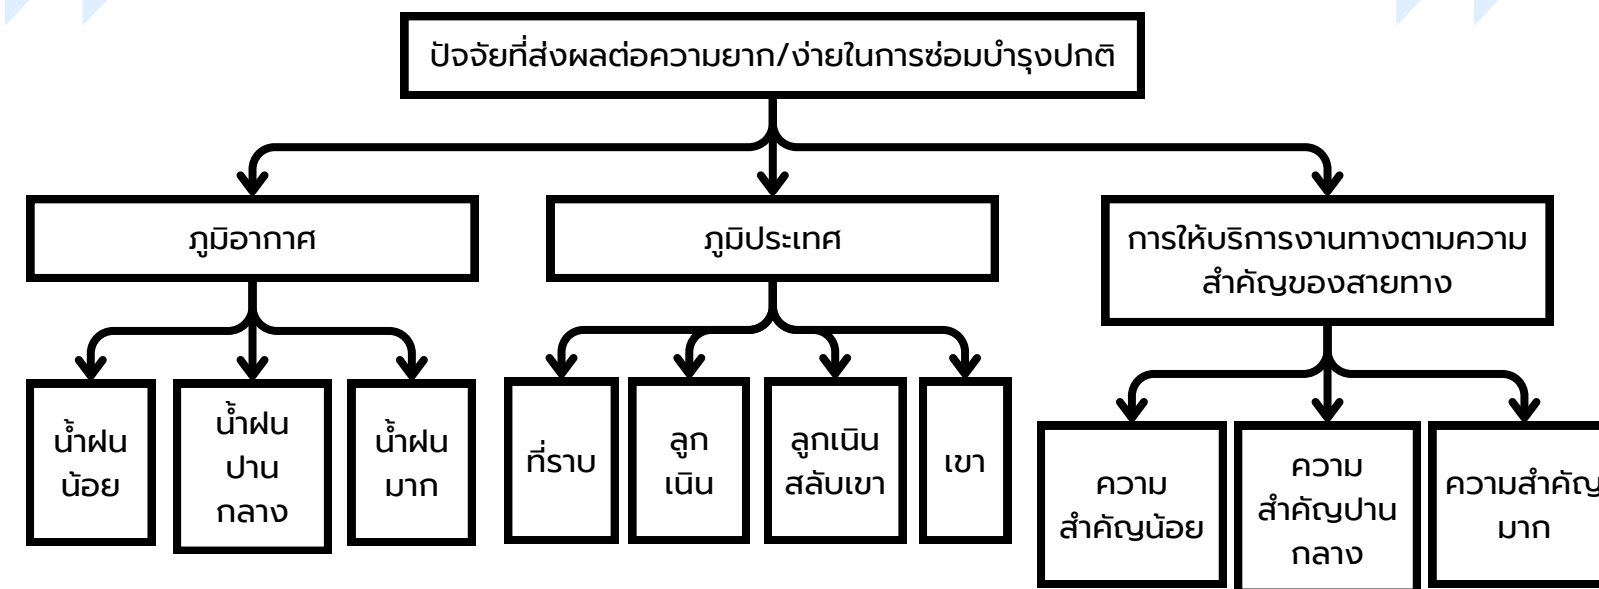 ปัจจัยที่ส่งผลต่อความยาก/ง่ายในการซ่อมบำรุงปกติ
ภูมิอากาศ
ภูมิประเทศ
การให้บริการงานทางตามความ
สำคัญของสายทาง
น้ำฝน
น้อย
น้ำฝน
ปาน
กลาง
น้ำฝน
มาก
ที่ราบ
ลูก
เนิน
ลูกเนิน
สลับเขา
เขา
ความ
สำคัญน้อย
ความ
สำคัญปาน
กลาง
ความสำคัญ
มาก